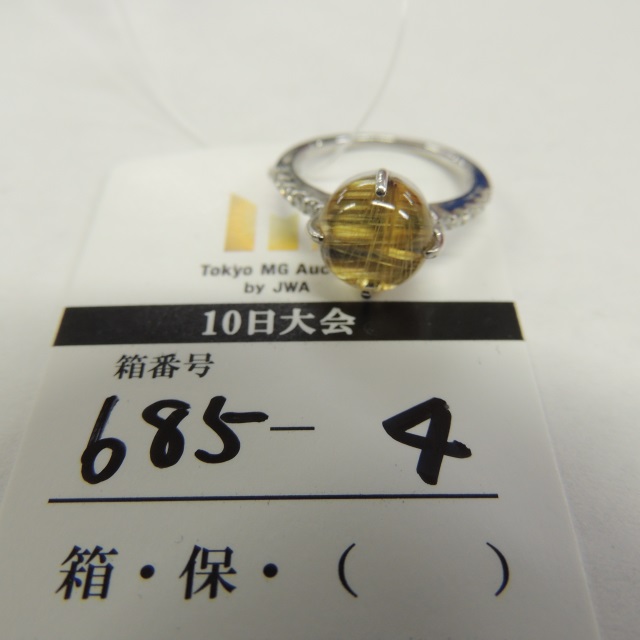 Tokyo MG Auc
by JWA
10日大会
箱番号
685-4
箱・保・(　　)